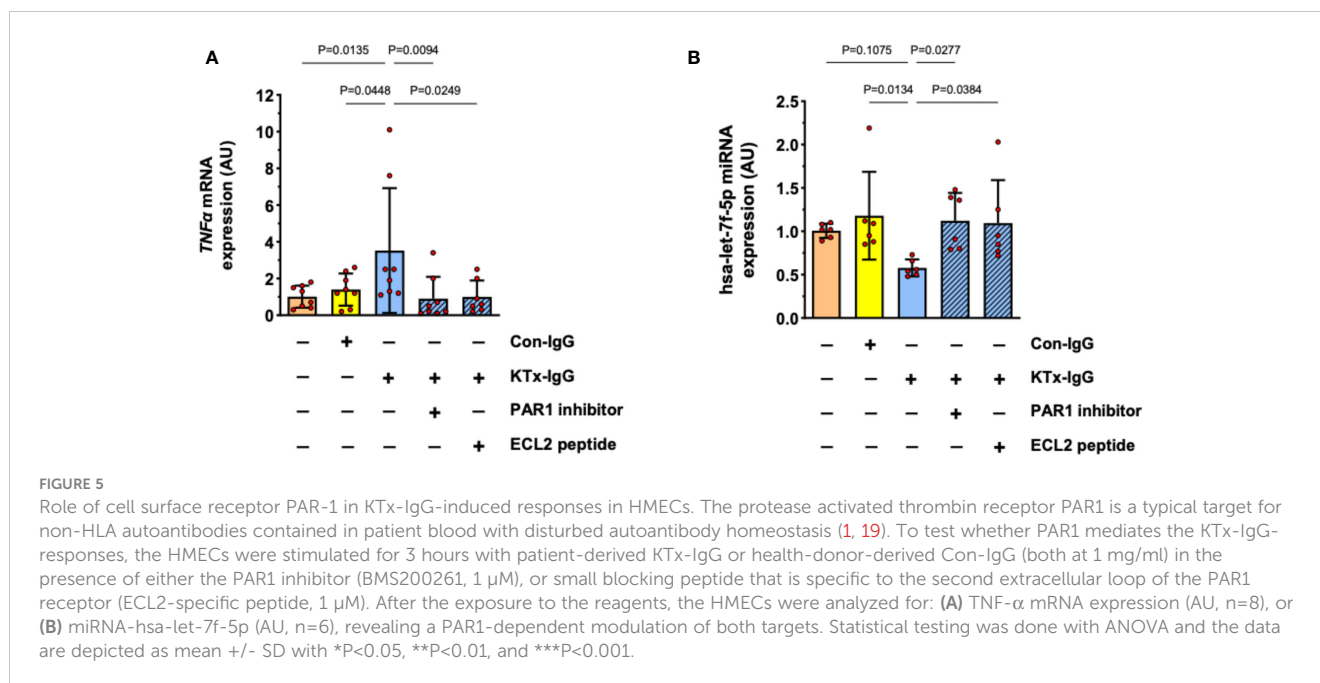 A
P=0.0135 P=0.0094
P=0.0448 P=0.0249
TNFα mRNA
expression (AU)
12
10
8
6
4
2
0
– + – – – Con-IgG
– – + + + KTx-IgG
– – – + – PAR1 inhibitor
– – – – + ECL2 peptide
B
P=0.1075 P=0.0277
P=0.0134 P=0.0384
hsa-let-7f-5p miRNA
expression (AU)
2.5
2.0
1.5
1.0
0.5
0.0
– + – – – Con-IgG
– – + + + KTx-IgG
– – – + – PAR1 inhibitor
– – – – + ECL2 peptide
FIGURE 5
Role of cell surface receptor PAR-1 in KTx-IgG-induced responses in HMECs. The protease activated thrombin receptor PAR1 is a typical target for
non-HLA autoantibodies contained in patient blood with disturbed autoantibody homeostasis (1, 19). To test whether PAR1 mediates the KTx-IgG-
responses, the HMECs were stimulated for 3 hours with patient-derived KTx-IgG or health-donor-derived Con-IgG (both at 1 mg/ml) in the
presence of either the PAR1 inhibitor (BMS200261, 1 µM), or small blocking peptide that is specific to the second extracellular loop of the PAR1
receptor (ECL2-specific peptide, 1 µM). After the exposure to the reagents, the HMECs were analyzed for: (A) TNF-α mRNA expression (AU, n=8), or
(B) miRNA-hsa-let-7f-5p (AU, n=6), revealing a PAR1-dependent modulation of both targets. Statistical testing was done with ANOVA and the data
are depicted as mean +/- SD with *P<0.05, **P<0.01, and ***P<0.001.